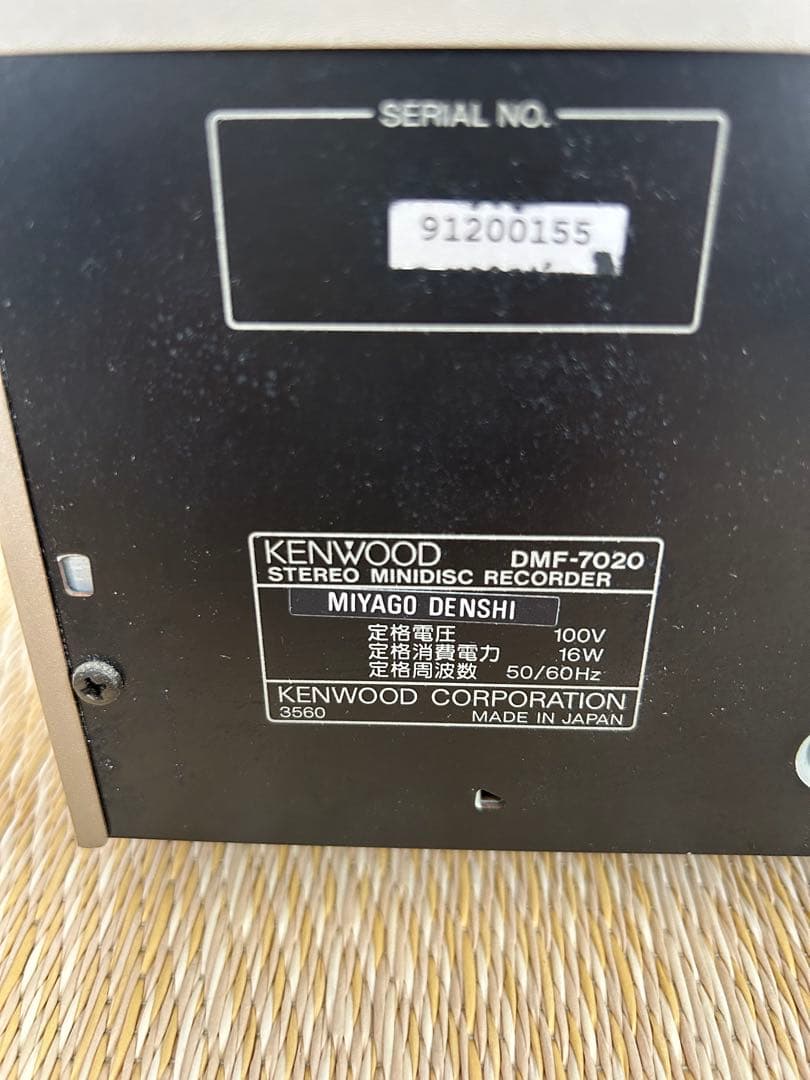 SERIAL NO.
91200155
KENWOOD DMF-7020
STEREO MINIDISC RECORDER
MIYAGO DENSHI
定格電圧 100V
定格消費電力 16W
定格周波数 50/60Hz
KENWOOD CORPORATION
3560 MADE IN JAPAN